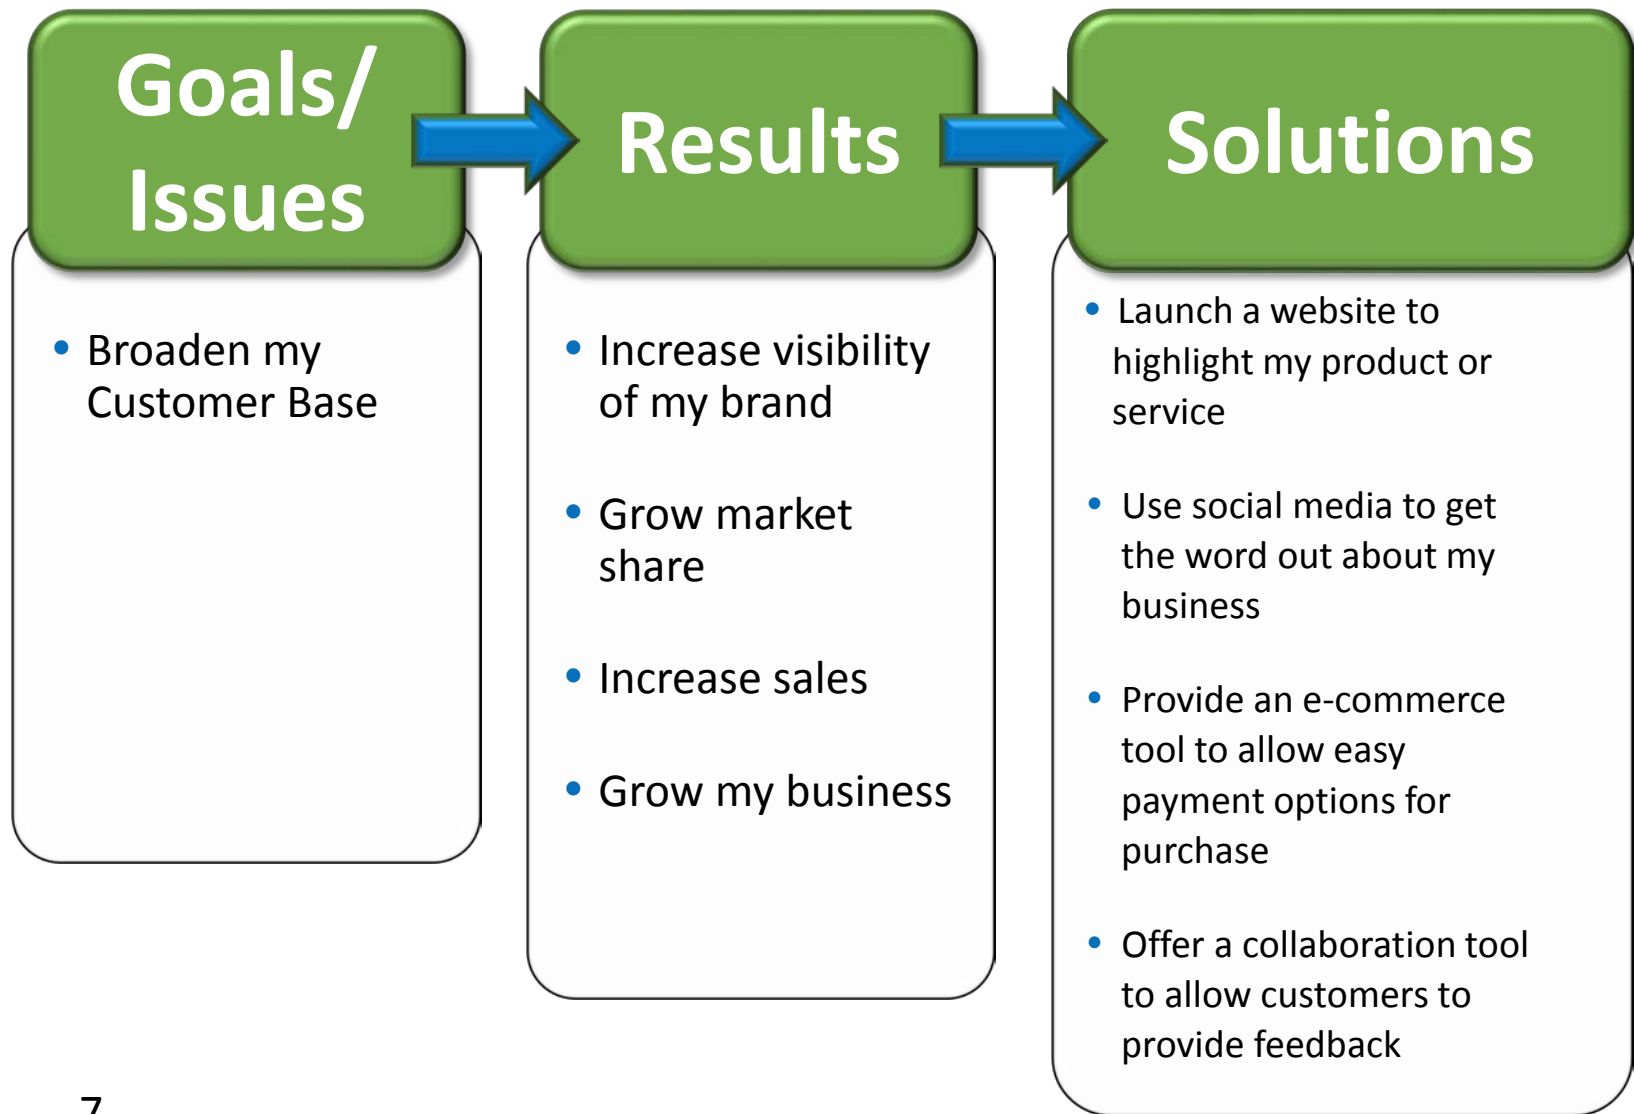 Goals/
Issues
Results
Solutions
• Broaden my
Customer Base
• Increase visibility
of my brand
• Grow market
share
• Increase sales
• Grow my business
• Launch a website to
highlight my product or
service
• Use social media to get
the word out about my
business
• Provide an e-commerce
tool to allow easy
payment options for
purchase
• Offer a collaboration tool
to allow customers to
provide feedback
7